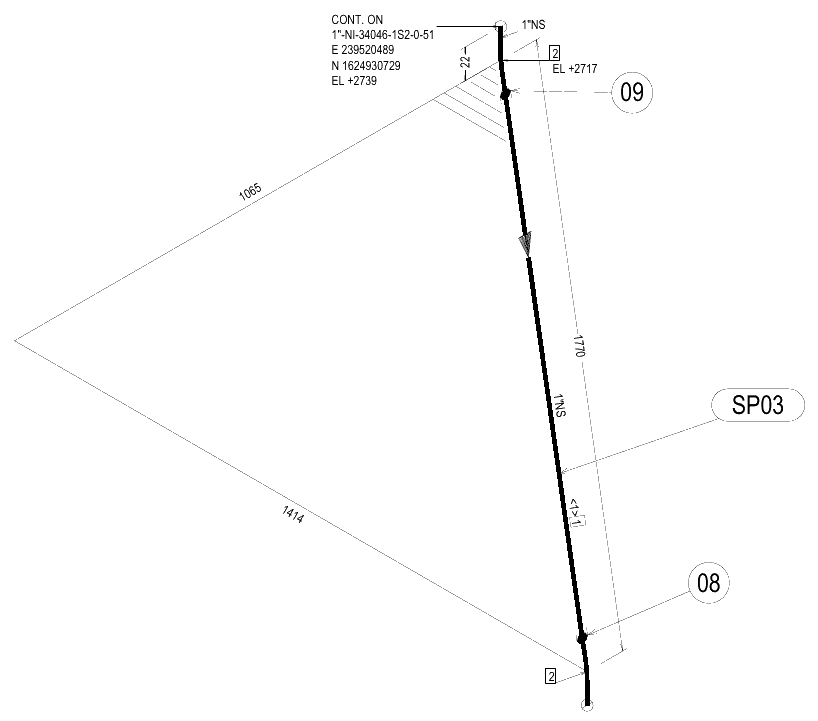 CONT. ON
1"-NI-34046-1S2-0-51
E 239520489
N 1624930729
EL +2739
1"NS
22
2
EL +2717
09
1065
1770
1"NS
SP03
<1>
1
1414
08
2